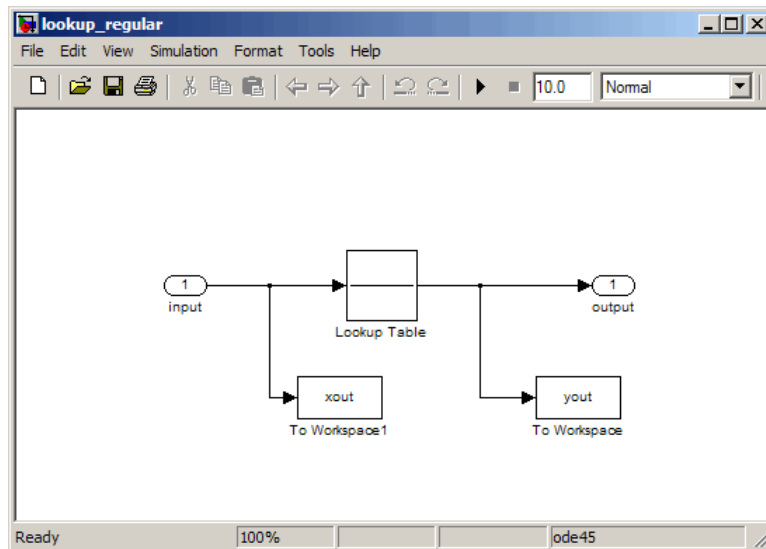 lookup_regular
File Edit View Simulation Format Tools Help
10.0 Normal
1 1
input output
Lookup Table
xout yout
To Workspace1 To Workspace
Ready 100% ode45